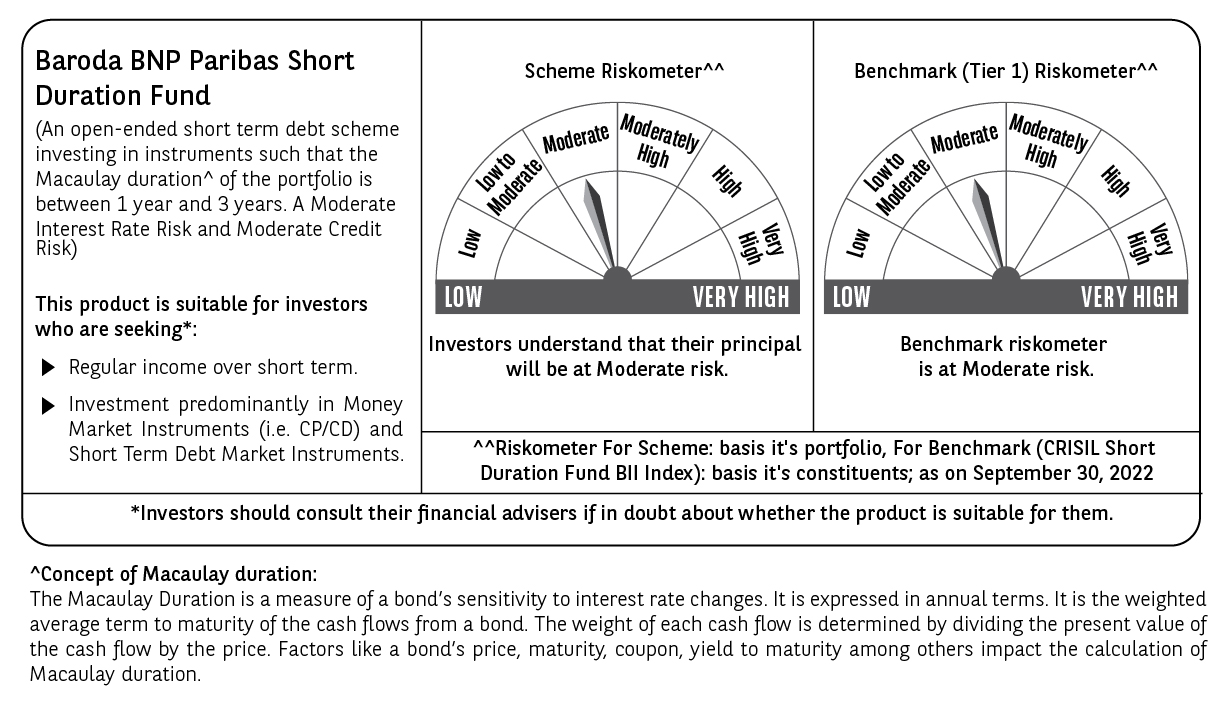 Baroda BNP Paribas Short
Duration Fund
(An open-ended short term debt scheme
investing in instruments such that the
Macaulay duration^ of the portfolio is
between 1 year and 3 years. A Moderate
Interest Rate Risk and Moderate Credit
Risk)
This product is suitable for investors
who are seeking*:
Regular income over short term.
Investment predominantly in Money
Market Instruments (i.e. CP/CD) and
Short Term Debt Market Instruments.
Scheme Riskometer^^
Low
Low to
Moderate
Moderate
Moderately
High
High
Very
High
LOW VERY HIGH
Investors understand that their principal
will be at Moderate risk.
Benchmark (Tier 1) Riskometer^^
Low
Low to
Moderate
Moderate
Moderately
High
High
Very
High
LOW VERY HIGH
Benchmark riskometer
is at Moderate risk.
^^Riskometer For Scheme: basis it's portfolio, For Benchmark (CRISIL Short
Duration Fund BII Index): basis it's constituents; as on September 30, 2022
*Investors should consult their financial advisers if in doubt about whether the product is suitable for them.
^Concept of Macaulay duration:
The Macaulay Duration is a measure of a bond’s sensitivity to interest rate changes. It is expressed in annual terms. It is the weighted
average term to maturity of the cash flows from a bond. The weight of each cash flow is determined by dividing the present value of
the cash flow by the price. Factors like a bond’s price, maturity, coupon, yield to maturity among others impact the calculation of
Macaulay duration.